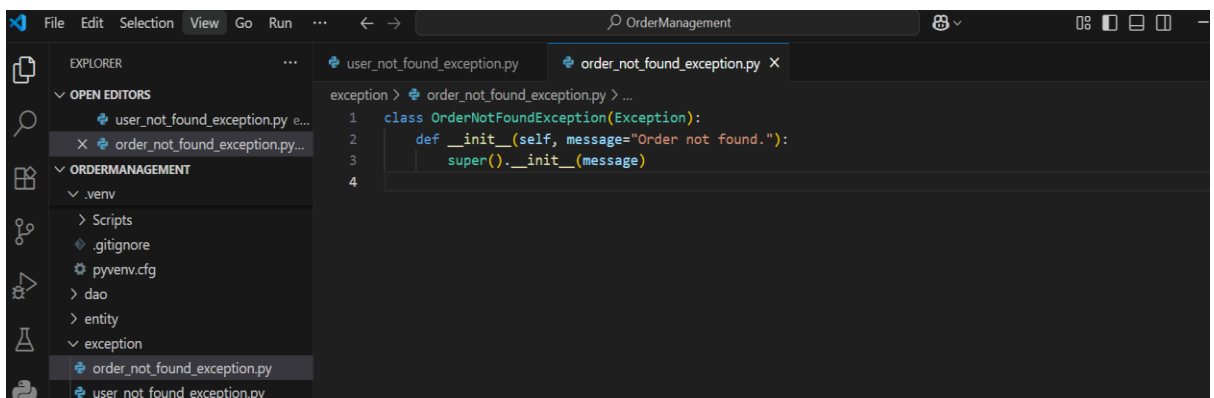 File Edit Selection View Go Run ··· ← → OrderManagement
EXPLORER ···
OPEN EDITORS
user_not_found_exception.py e...
× order_not_found_exception.py...
ORDERMANAGEMENT
.venv
> Scripts
.gitignore
pyvenv.cfg
> dao
> entity
exception
order_not_found_exception.py
user_not_found_exception.py
user_not_found_exception.py order_not_found_exception.py ×
exception > order_not_found_exception.py > ...
1 class OrderNotFoundException(Exception):
2     def __init__(self, message="Order not found."):
3         super().__init__(message)
4